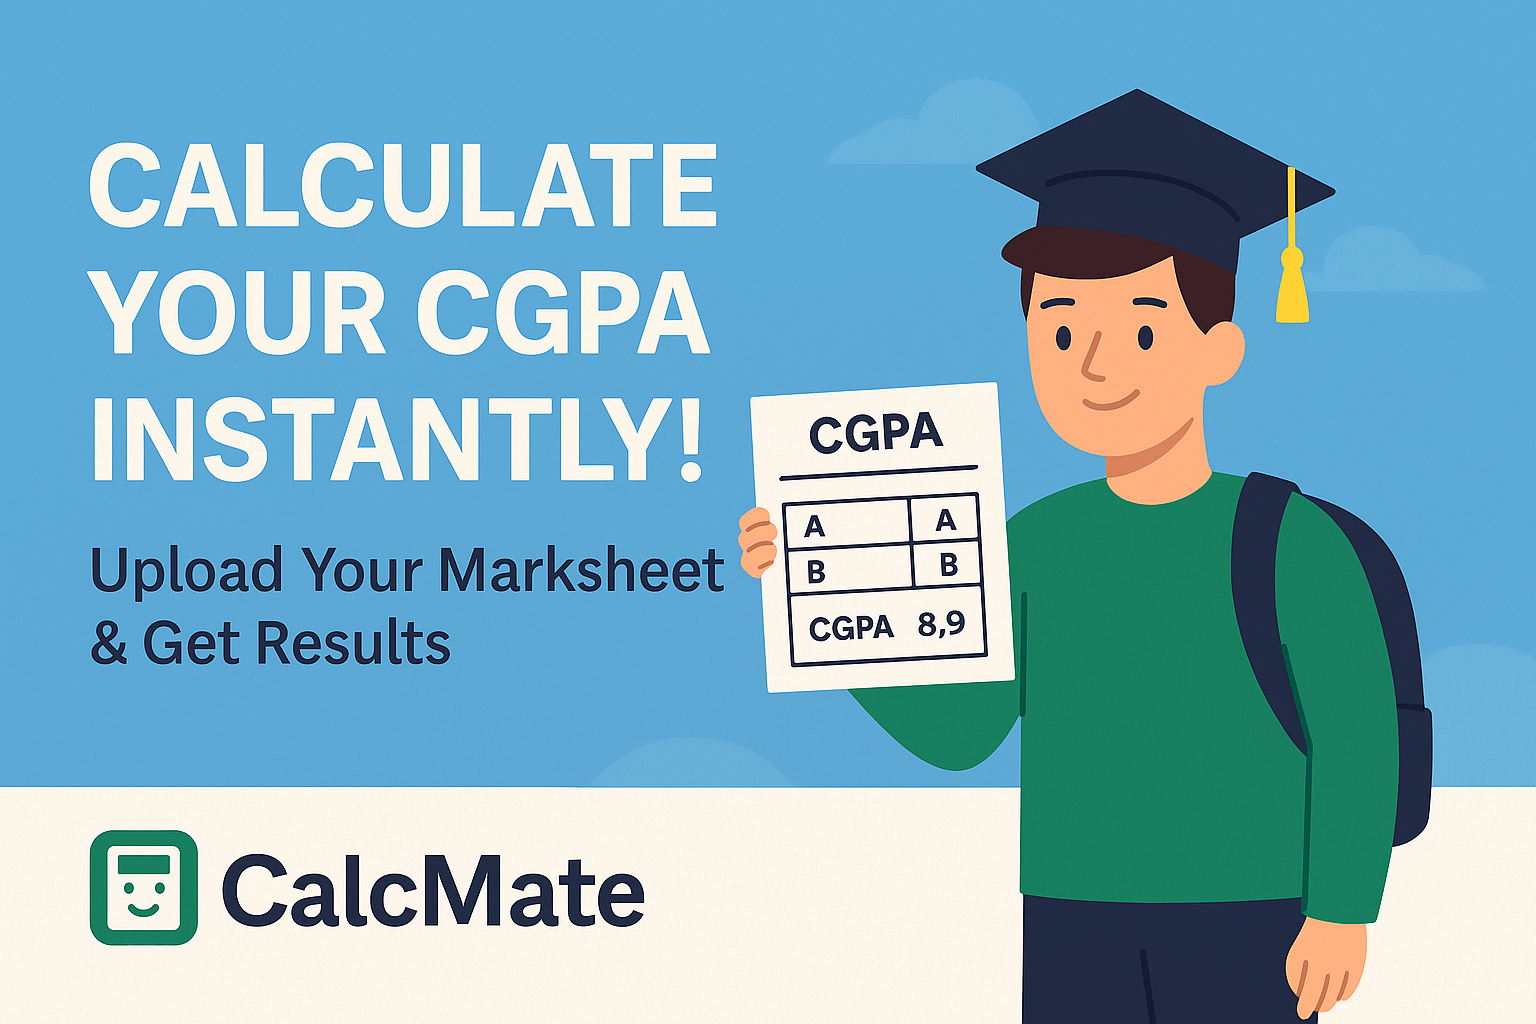 CALCULATE
YOUR CGPA
INSTANTLY!
Upload Your Marksheet
& Get Results
CGPA
A A
B B
CGPA 8,9
CalcMate